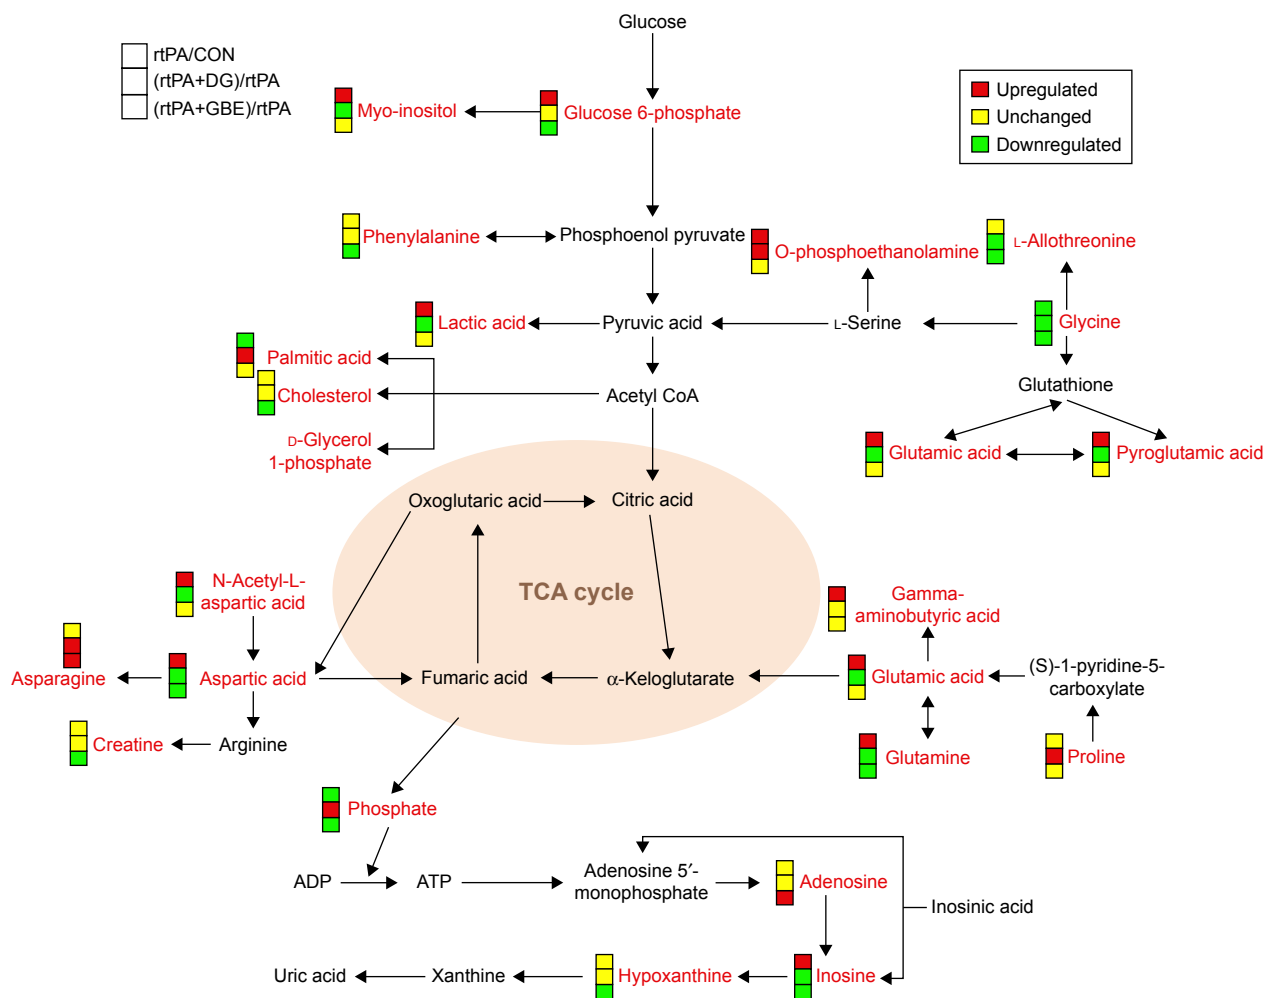 Glucose
rtPA/CON
(rtPA+DG)/rtPA
(rtPA+GBE)/rtPA
Upregulated
Unchanged
Downregulated
Myo-inositol
Glucose 6-phosphate
Phenylalanine
Phosphoenol pyruvate
O-phosphoethanolamine
L-Allothreonine
Lactic acid
Pyruvic acid
L-Serine
Glycine
Palmitic acid
Cholesterol
Acetyl CoA
Glutathione
D-Glycerol
1-phosphate
Glutamic acid
Pyroglutamic acid
Oxoglutaric acid
Citric acid
TCA cycle
N-Acetyl-L-
aspartic acid
Gamma-
aminobutyric acid
Asparagine
Aspartic acid
Fumaric acid
α-Keloglutarate
Glutamic acid
(S)-1-pyridine-5-
carboxylate
Creatine
Arginine
Glutamine
Proline
Phosphate
ADP
ATP
Adenosine 5′-
monophosphate
Adenosine
Inosinic acid
Uric acid
Xanthine
Hypoxanthine
Inosine